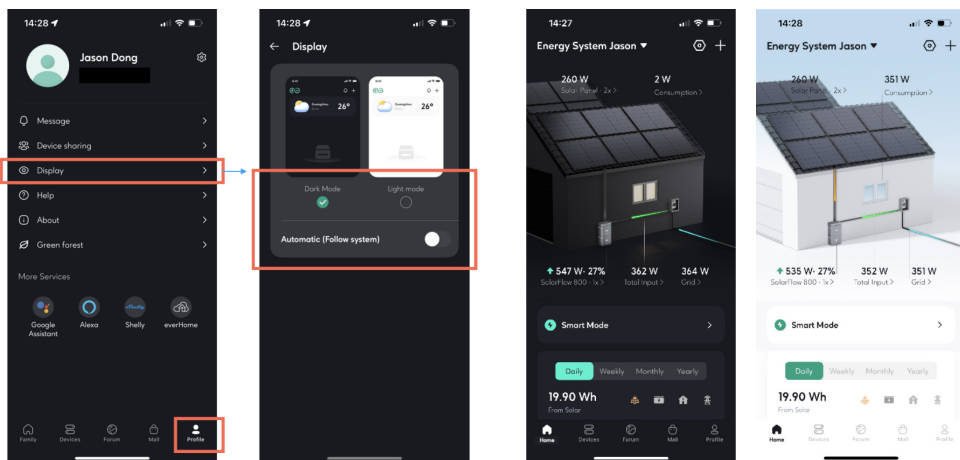 14:28
Jason Dong
Message
Device sharing
Display
Help
About
Green forest
More Services
Google Assistant
Alexa
Shelly
everHome
Family
Devices
Forum
Mall
Profile
14:28
Display
26°
26°
Dark Mode
Light mode
Automatic (Follow system)
14:27
Energy System Jason
260 W
2 W
Solar Panel · 2x >
Consumption >
547 W· 27%
362 W
364 W
SolarFlow 800 · 1x >
Total Input >
Grid >
Smart Mode
Daily
Weekly
Monthly
Yearly
19.90 Wh
From Solar
Home
Devices
Forum
Mall
Profile
14:28
Energy System Jason
260 W
351 W
Solar Panel · 2x >
Consumption >
535 W· 27%
352 W
351 W
SolarFlow 800 · 1x >
Total Input >
Grid >
Smart Mode
Daily
Weekly
Monthly
Yearly
19.90 Wh
From Solar
Home
Devices
Forum
Mall
Profile